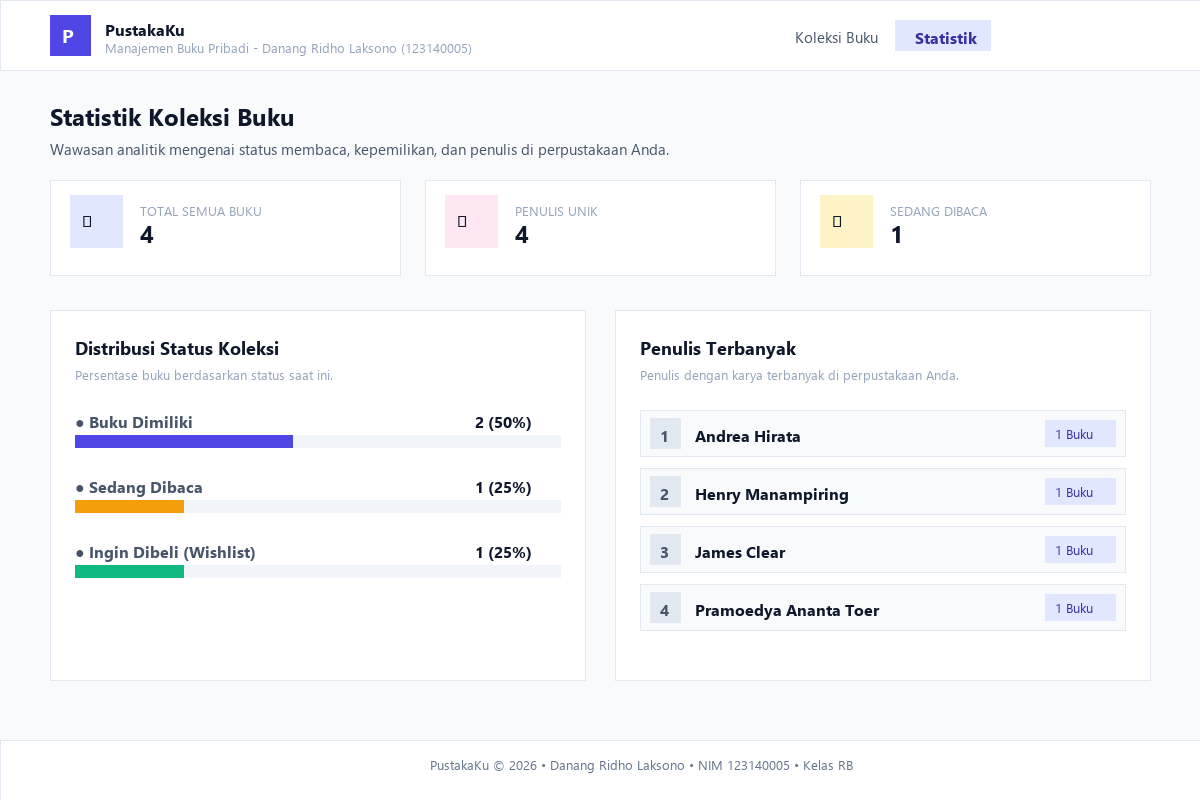 P
PustakaKu
Manajemen Buku Pribadi - Danang Ridho Laksono (123140005)
Koleksi Buku
Statistik
Statistik Koleksi Buku
Wawasan analitik mengenai status membaca, kepemilikan, dan penulis di perpustakaan Anda.
TOTAL SEMUA BUKU
4
PENULIS UNIK
4
SEDANG DIBACA
1
Distribusi Status Koleksi
Persentase buku berdasarkan status saat ini.
● Buku Dimiliki 2 (50%)
● Sedang Dibaca 1 (25%)
● Ingin Dibeli (Wishlist) 1 (25%)
Penulis Terbanyak
Penulis dengan karya terbanyak di perpustakaan Anda.
1 Andrea Hirata 1 Buku
2 Henry Manampiring 1 Buku
3 James Clear 1 Buku
4 Pramoedya Ananta Toer 1 Buku
PustakaKu © 2026 • Danang Ridho Laksono • NIM 123140005 • Kelas RB